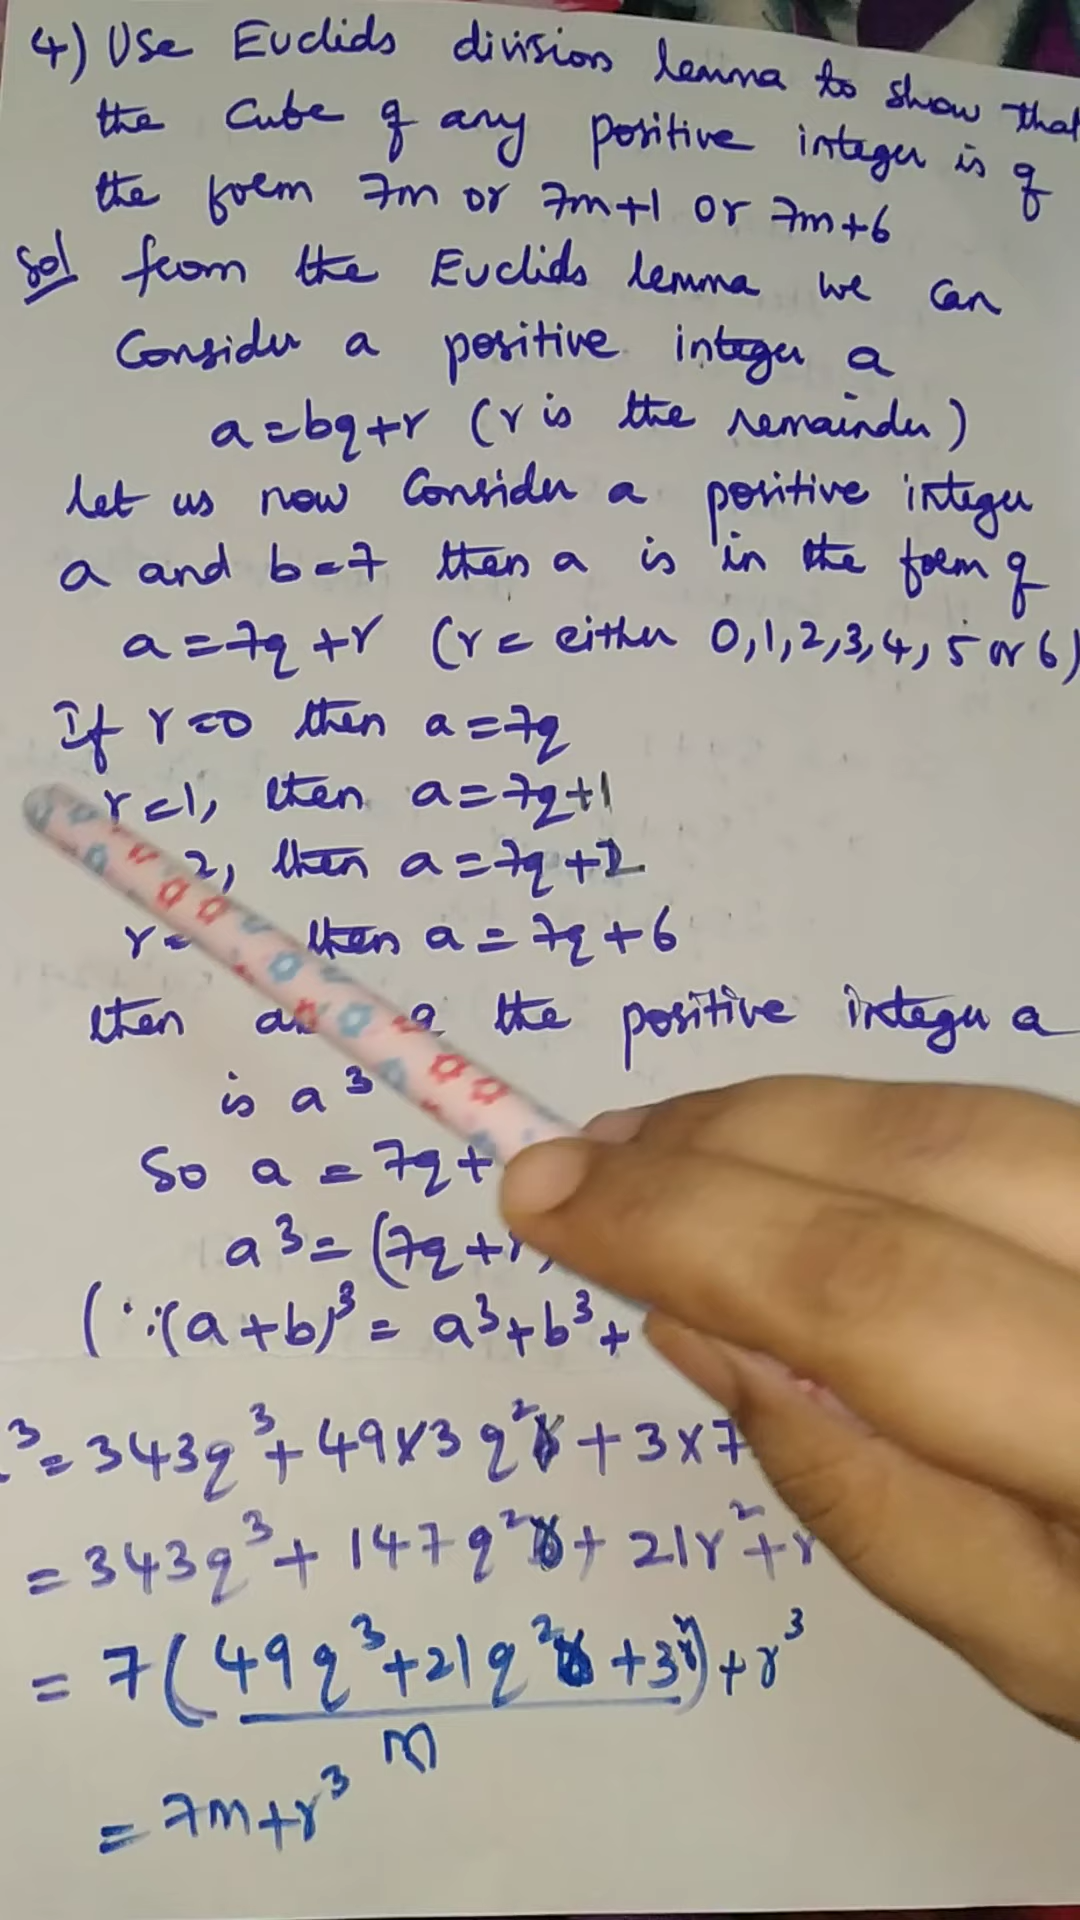 4) Use Euclids division lemma to show that
the cube of any positive integer is of
the form 7m or 7m+1 or 7m+6
Sol from the Euclids lemma we can
Consider a positive integer a
a=bq+r (r is the remainder)
let us now Consider a positive integer
a and b=7 then a is in the form of
a=7q+r (r= either 0,1,2,3,4,5 or 6)
If r=0 then a=7q
r=1, then a=7q+1
2, then a=7q+2
r= then a=7q+6
then the positive integer a
is a³
So a = 7q+
a³= (7q+r)
(∵(a+b)³= a³+b³+
³=343q³+49×3q²r+3×7
=343q³+147q²r+21r²+r
= 7(49q³+21q²r+3r²)+r³
m
= 7m+r³